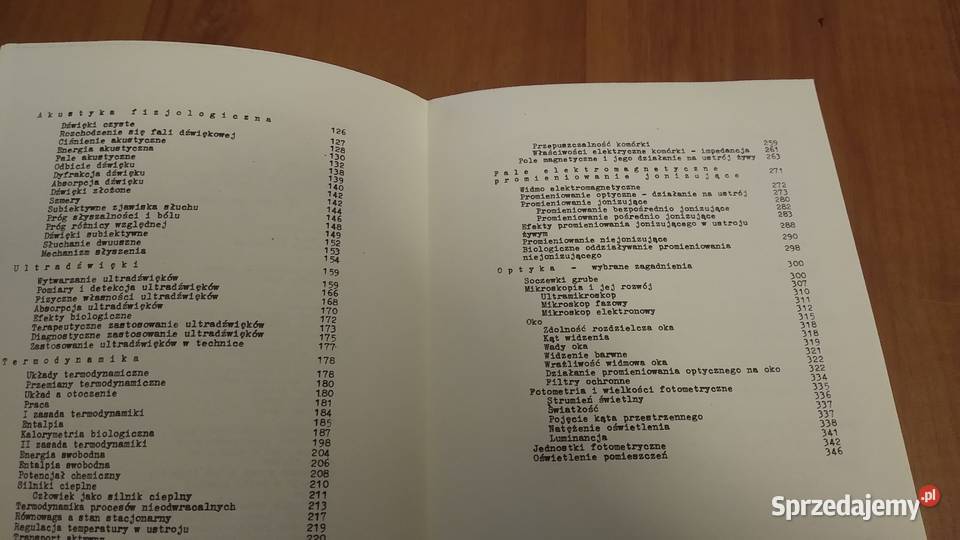 Akustyka fizjologiczna 126
Dźwięki czyste 127
Rozchodzenie się fali dźwiękowej 128
Ciśnienie akustyczne 130
Energia akustyczna 132
Fale akustyczne 138
Odbicie dźwięku 139
Dyfrakcja dźwięku 140
Absorpcja dźwięku 142
Dźwięki złożone 142
Szmery 144
Subiektywne zjawiska słuchu 146
Próg słyszalności i bólu 148
Próg różnicy względnej 149
Dźwięki subiektywne 152
Słuchanie dwuuszne 153
Mechanizm słyszenia 154
Ultradźwięki 159
Wytwarzanie ultradźwięków 159
Pomiary i detekcja ultradźwięków 166
Fizyczne własności ultradźwięków 168
Absorpcja ultradźwięków 170
Efekty biologiczne 172
Terapeutyczne zastosowanie ultradźwięków 173
Diagnostyczne zastosowanie ultradźwięków 175
Zastosowanie ultradźwięków w technice 177
Termodynamika 178
Układy termodynamiczne 178
Przemiany termodynamiczne 180
Układ a otoczenie 180
Praca 181
I zasada termodynamiki 184
Entalpia 185
Kalorymetria biologiczna 187
II zasada termodynamiki 198
Energia swobodna 204
Entalpia swobodna 206
Potencjał chemiczny 208
Silniki cieplne 210
Człowiek jako silnik cieplny 211
Termodynamika procesów nieodwracalnych 213
Równowaga a stan stacjonarny 217
Regulacja temperatury w ustroju 219
Transport aktywny 220
Przepuszczalność komórki 259
Właściwości elektryczne komórki - impedancja 261
Pole magnetyczne i jego działanie na ustrój żywy 263
Fale elektromagnetyczne
promieniowanie jonizujące 271
Widmo elektromagnetyczne 272
Promieniowanie optyczne - działanie na ustrój 273
Promieniowanie jonizujące 280
Promieniowanie bezpośrednio jonizujące 282
Promieniowanie pośrednio jonizujące 283
Efekty promieniowania jonizującego w ustroju
żywym 288
Promieniowanie niejonizujące 290
Biologiczne oddziaływanie promieniowania
niejonizującego 298
Optyka - wybrane zagadnienia 300
Soczewki grube 300
Mikroskopia i jej rozwój 307
Ultramikroskop 310
Mikroskop fazowy 311
Mikroskop elektronowy 312
Oko 315
Zdolność rozdzielcza oka 318
Kąt widzenia 318
Wady oka 319
Widzenie barwne 321
Wrażliwość widmowa oka 322
Działanie promieniowania optycznego na oko 322
Filtry ochronne 334
Fotometria i wielkości fotometryczne 335
Strumień świetlny 336
Światłość 337
Pojęcie kąta przestrzennego 337
Natężenie oświetlenia 338
Luminancja 341
Jednostki fotometryczne 342
Oświetlenie pomieszczeń 346
Sprzedajemy.pl